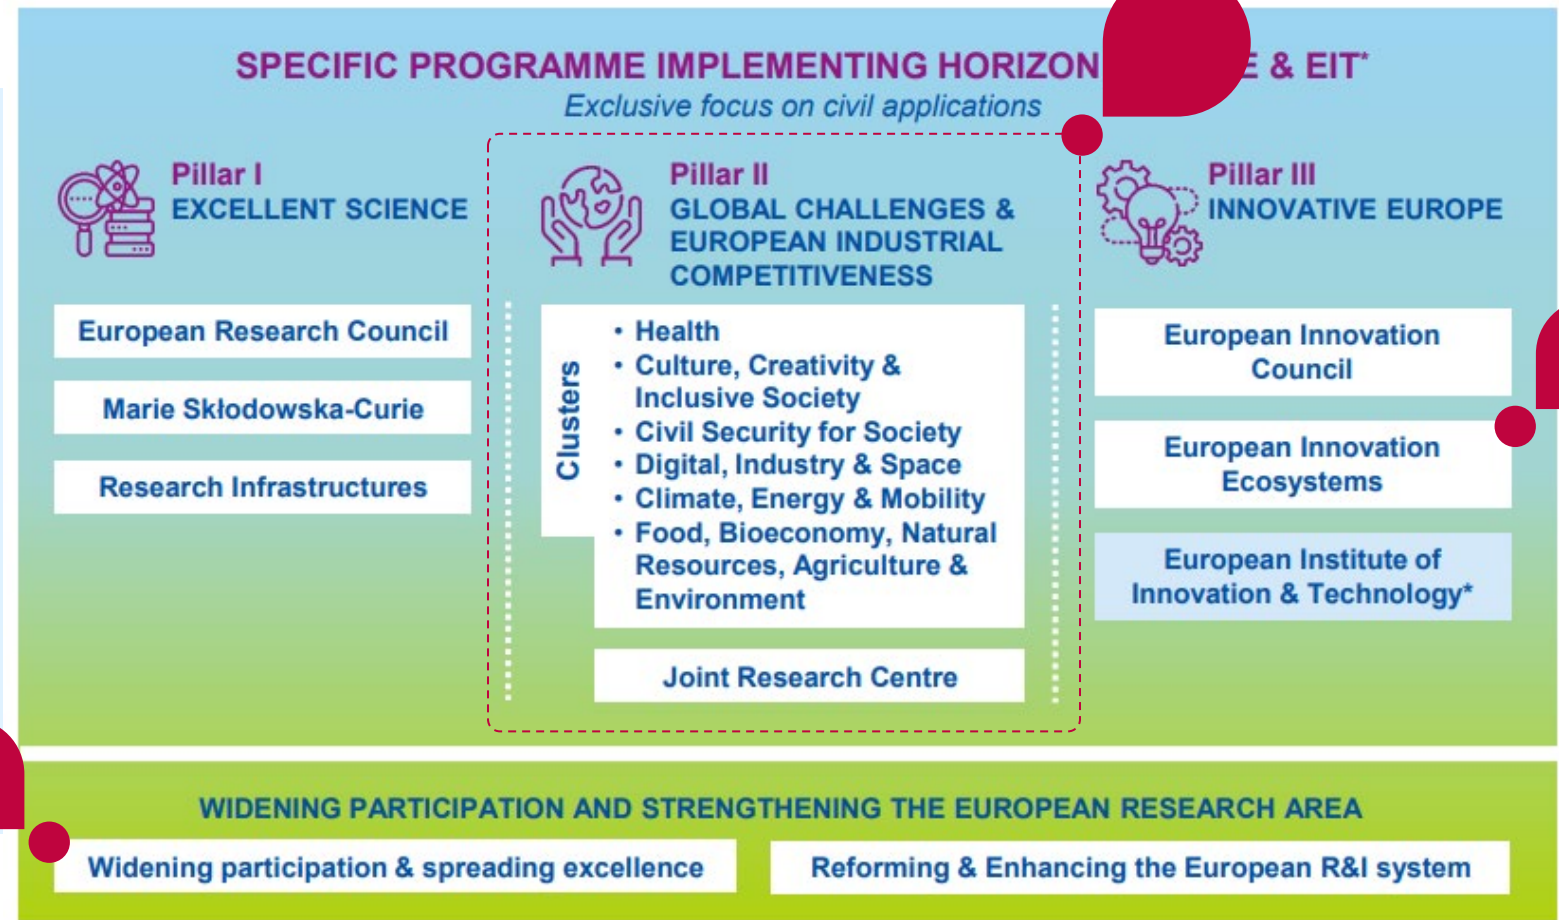 SPECIFIC PROGRAMME IMPLEMENTING HORIZON E & EIT*
Exclusive focus on civil applications
Pillar I
EXCELLENT SCIENCE
European Research Council
Marie Skłodowska-Curie
Research Infrastructures
Pillar II
GLOBAL CHALLENGES &
EUROPEAN INDUSTRIAL
COMPETITIVENESS
Clusters
• Health
• Culture, Creativity &
Inclusive Society
• Civil Security for Society
• Digital, Industry & Space
• Climate, Energy & Mobility
• Food, Bioeconomy, Natural
Resources, Agriculture &
Environment
Joint Research Centre
Pillar III
INNOVATIVE EUROPE
European Innovation
Council
European Innovation
Ecosystems
European Institute of
Innovation & Technology*
WIDENING PARTICIPATION AND STRENGTHENING THE EUROPEAN RESEARCH AREA
Widening participation & spreading excellence
Reforming & Enhancing the European R&I system